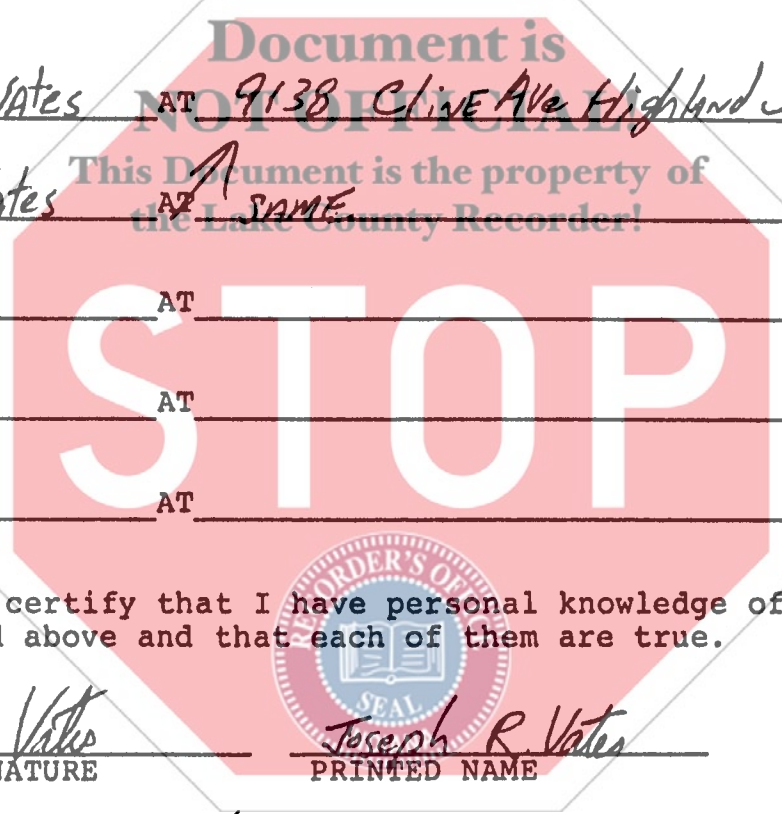 Document is
Vates AT 9138 Cline Ave Highland
NOT OFFICIAL
This Document is the property of
AT SAME
the Lake County Recorder!
STOP
AT
AT
AT
RECORDER'S
certify that I have personal knowledge of
above and that each of them are true.
SEAL
Vates Joseph R. Vates
NATURE PRINTED NAME